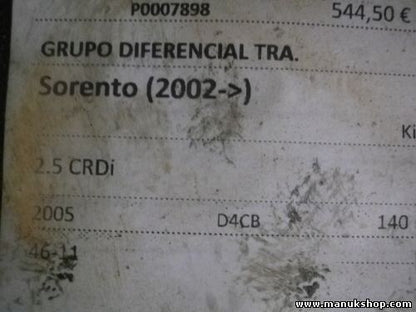 P0007898 544,50 €
GRUPO DIFERENCIAL TRA.
Sorento (2002->)
Ki
2.5 CRDi
2005 D4CB 140
46-11
www.manukshop.com